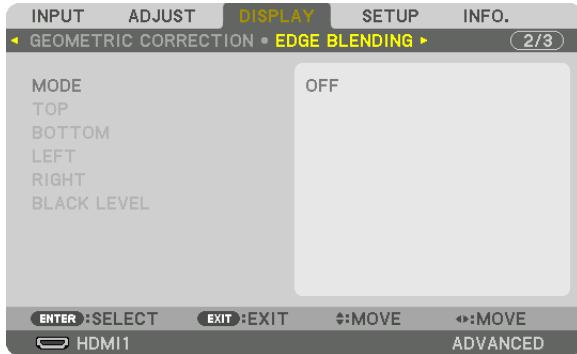 INPUT ADJUST DISPLAY SETUP INFO.
GEOMETRIC CORRECTION • EDGE BLENDING 2/3
MODE OFF
TOP
BOTTOM
LEFT
RIGHT
BLACK LEVEL
ENTER :SELECT EXIT :EXIT :MOVE :MOVE
HDMI1 ADVANCED